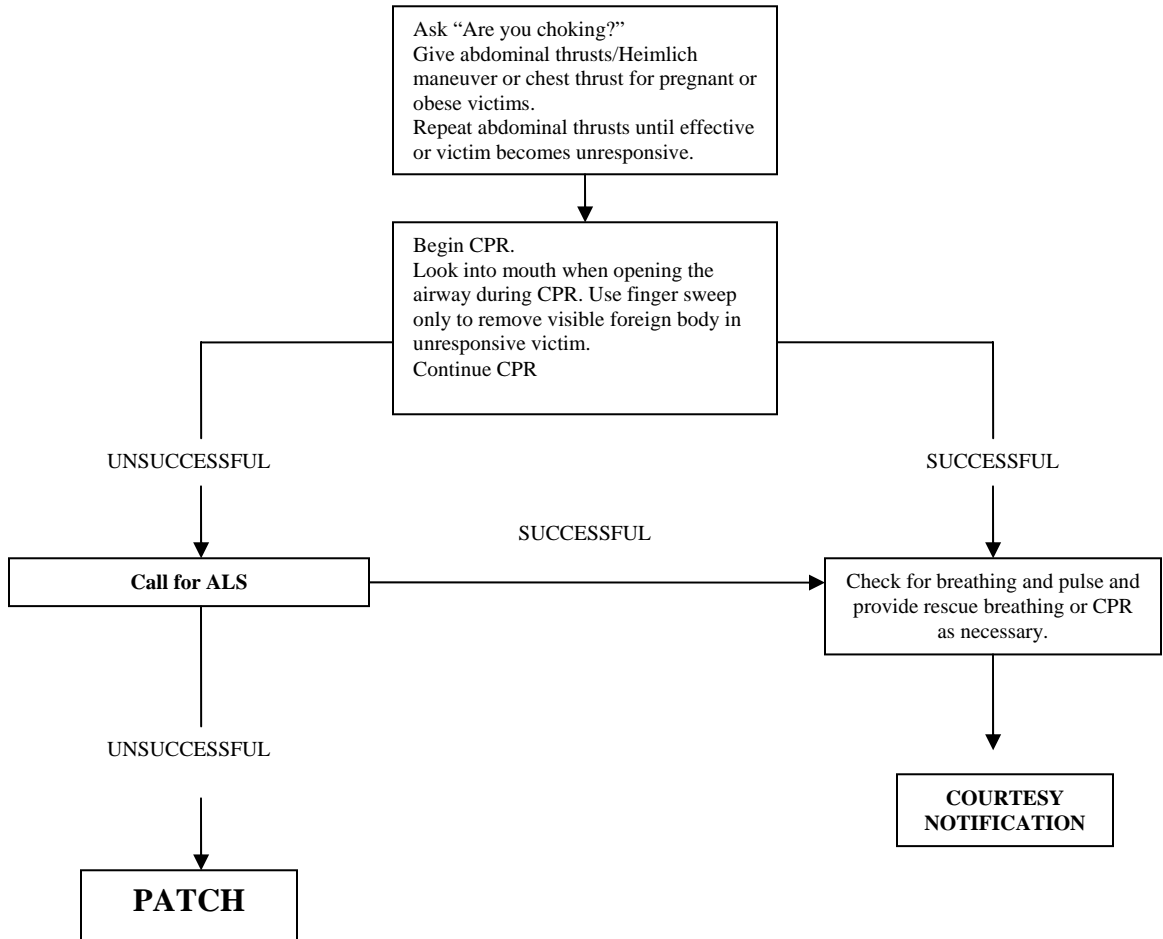 Ask “Are you choking?”
Give abdominal thrusts/Heimlich
maneuver or chest thrust for pregnant or
obese victims.
Repeat abdominal thrusts until effective
or victim becomes unresponsive.
Begin CPR.
Look into mouth when opening the
airway during CPR. Use finger sweep
only to remove visible foreign body in
unresponsive victim.
Continue CPR
UNSUCCESSFUL
SUCCESSFUL
SUCCESSFUL
Call for ALS
Check for breathing and pulse and
provide rescue breathing or CPR
as necessary.
UNSUCCESSFUL
COURTESY
NOTIFICATION
PATCH